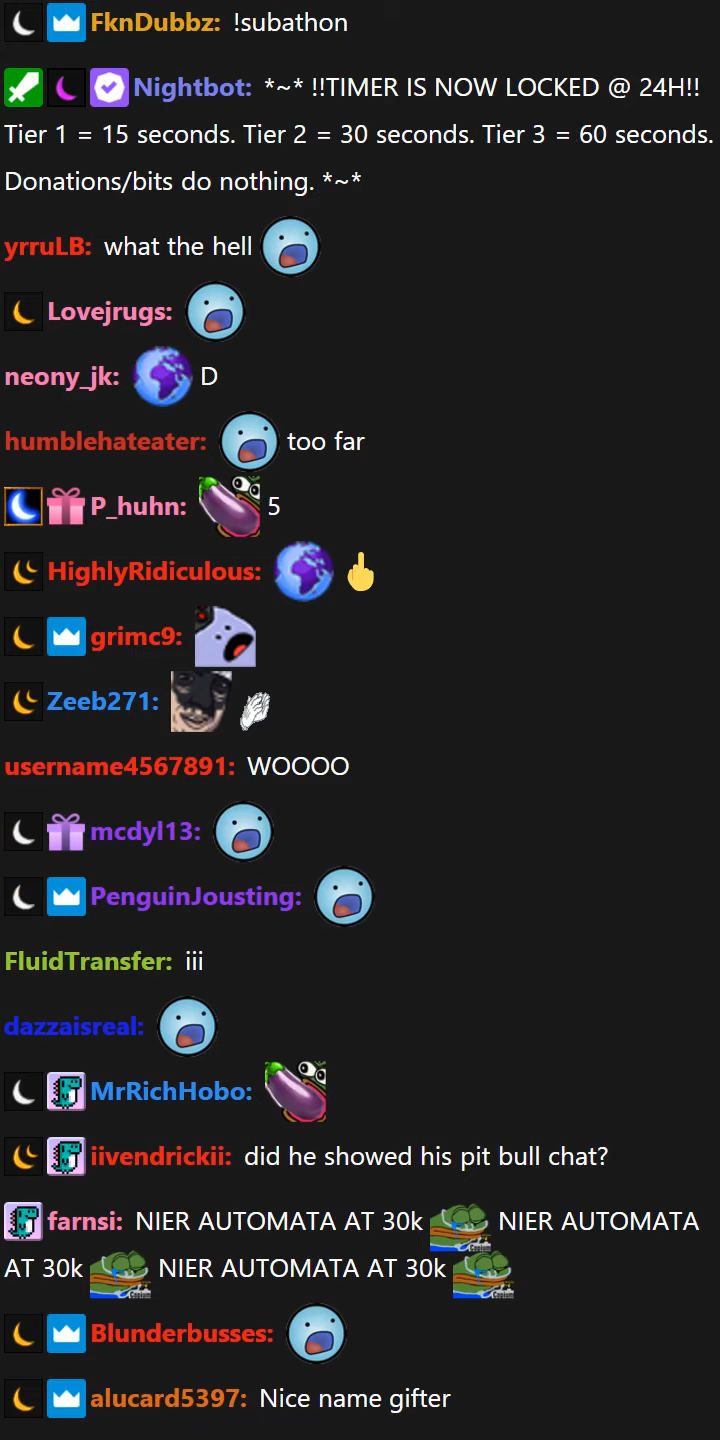 FknDubbz: !subathon
Nightbot: *~* !!TIMER IS NOW LOCKED @ 24H!!
Tier 1 = 15 seconds. Tier 2 = 30 seconds. Tier 3 = 60 seconds.
Donations/bits do nothing. *~*
yrruLB: what the hell
Lovejrugs:
neony_jk: D
humblehateater: too far
P_huhn: 5
HighlyRidiculous:
grimc9:
Zeeb271:
username4567891: WOOOO
mcdyl13:
PenguinJousting:
FluidTransfer: iii
dazzaisreal:
MrRichHobo:
iivendrickii: did he showed his pit bull chat?
farnsi: NIER AUTOMATA AT 30k NIER AUTOMATA
AT 30k NIER AUTOMATA AT 30k
Blunderbusses:
alucard5397: Nice name gifter